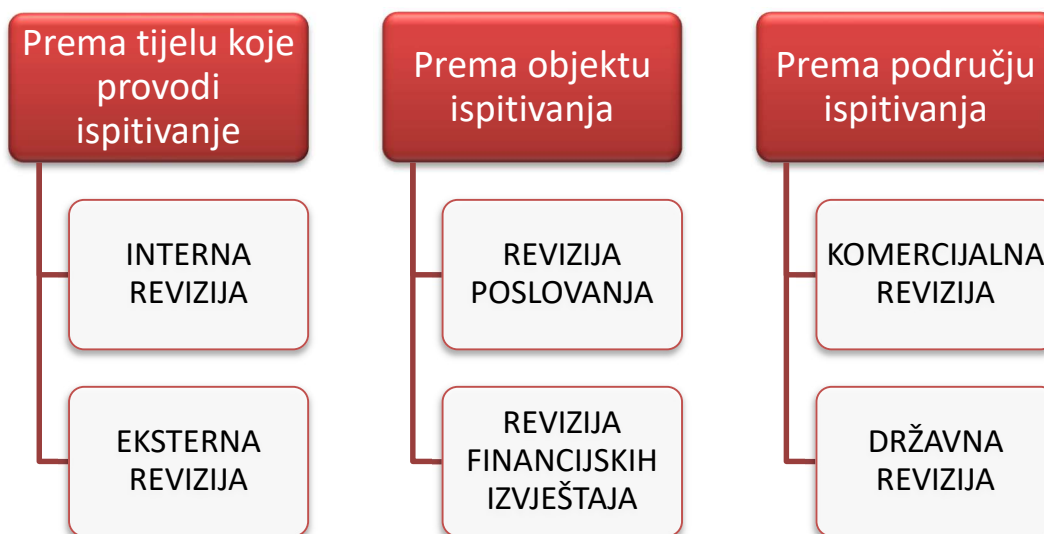 Prema tijelu koje
provodi
ispitivanje
INTERNA
REVIZIJA
EKSTERNA
REVIZIJA
Prema objektu
ispitivanja
REVIZIJA
POSLOVANJA
REVIZIJA
FINANCIJSKIH
IZVJEŠTAJA
Prema području
ispitivanja
KOMERCIJALNA
REVIZIJA
DRŽAVNA
REVIZIJA